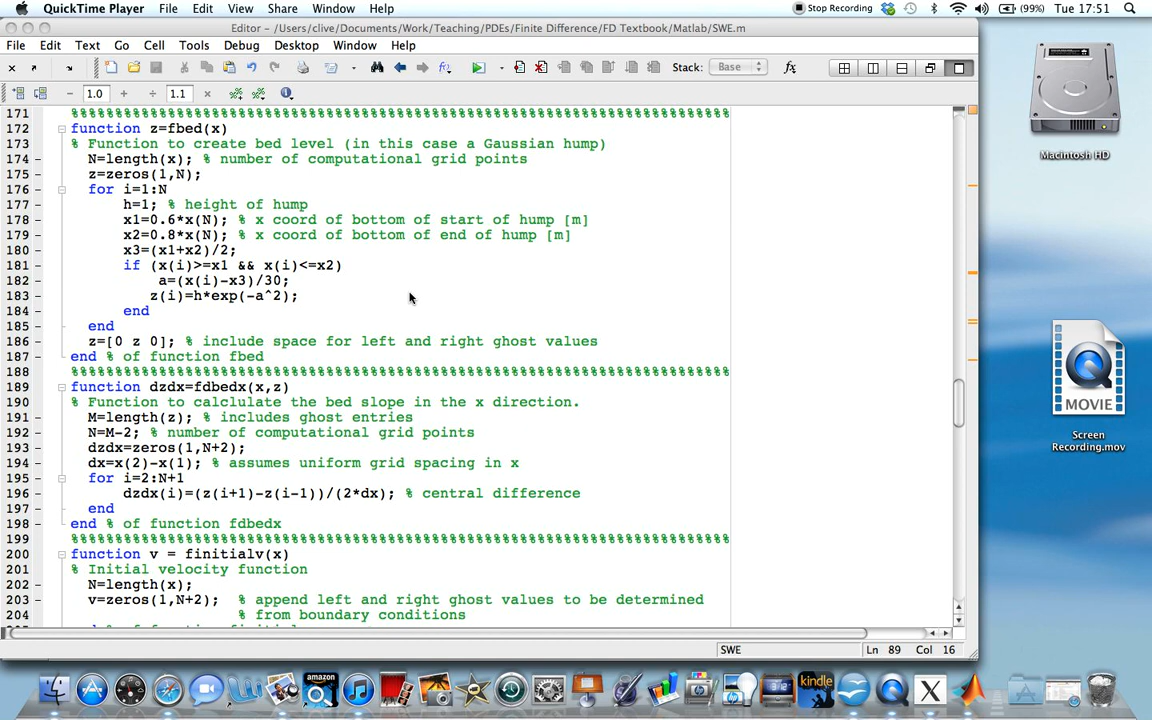 QuickTime Player File Edit View Share Window Help Stop Recording (99%) Tue 17:51
Editor – /Users/clive/Documents/Work/Teaching/PDEs/Finite Difference/FD Textbook/Matlab/SWE.m
File Edit Text Go Cell Tools Debug Desktop Window Help
Stack: Base fx
− 1.0 + ÷ 1.1 ×
171 %%%%%%%%%%%%%%%%%%%%%%%%%%%%%%%%%%%%%%%%%%%%%%%%%%%%%%%%%%%%%%%%%%%%%%%%%%%
172 function z=fbed(x)
173 % Function to create bed level (in this case a Gaussian hump)
174 – N=length(x); % number of computational grid points
175 – z=zeros(1,N);
176 – for i=1:N
177 – h=1; % height of hump
178 – x1=0.6*x(N); % x coord of bottom of start of hump [m]
179 – x2=0.8*x(N); % x coord of bottom of end of hump [m]
180 – x3=(x1+x2)/2;
181 – if (x(i)>=x1 && x(i)<=x2)
182 – a=(x(i)-x3)/30;
183 – z(i)=h*exp(-a^2);
184 – end
185 – end
186 – z=[0 z 0]; % include space for left and right ghost values
187 – end % of function fbed
188 %%%%%%%%%%%%%%%%%%%%%%%%%%%%%%%%%%%%%%%%%%%%%%%%%%%%%%%%%%%%%%%%%%%%%%%%%%%
189 function dzdx=fdbedx(x,z)
190 % Function to calclulate the bed slope in the x direction.
191 – M=length(z); % includes ghost entries
192 – N=M-2; % number of computational grid points
193 – dzdx=zeros(1,N+2);
194 – dx=x(2)-x(1); % assumes uniform grid spacing in x
195 – for i=2:N+1
196 – dzdx(i)=(z(i+1)-z(i-1))/(2*dx); % central difference
197 – end
198 – end % of function fdbedx
199 %%%%%%%%%%%%%%%%%%%%%%%%%%%%%%%%%%%%%%%%%%%%%%%%%%%%%%%%%%%%%%%%%%%%%%%%%%%
200 function v = finitialv(x)
201 % Initial velocity function
202 – N=length(x);
203 – v=zeros(1,N+2); % append left and right ghost values to be determined
204 % from boundary conditions
SWE Ln 89 Col 16
Macintosh HD
MOVIE
Screen
Recording.mov
amazon
kindle
X